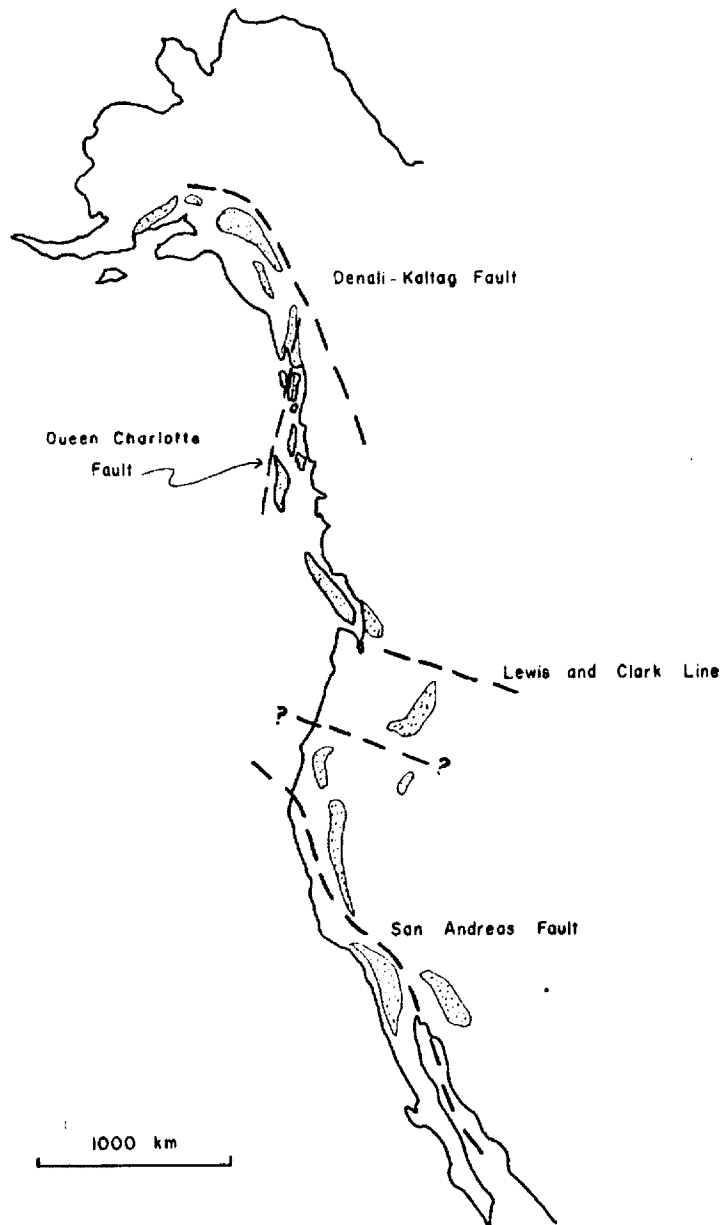 Denali-Kaltag Fault
Queen Charlotte
Fault
Lewis and Clark Line
?
?
San Andreas Fault
1000 km